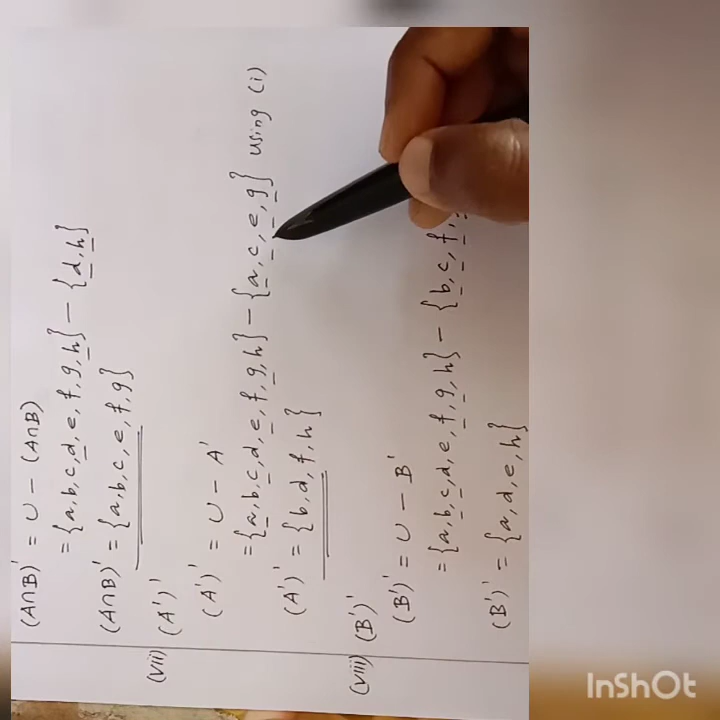 (A∩B)' = U - (A∩B)
= {a,b,c,d,e,f,g,h} - {d,h}
(A∩B)' = {a,b,c,e,f,g}
(vii) (A')'
(A')' = U - A'
= {a,b,c,d,e,f,g,h} - {a,c,e,g} using (i)
(A')' = {b,d,f,h}
(viii) (B')'
(B')' = U - B'
= {a,b,c,d,e,f,g,h} - {b,c,f,
(B')' = {a,d,e,h}
InShOt